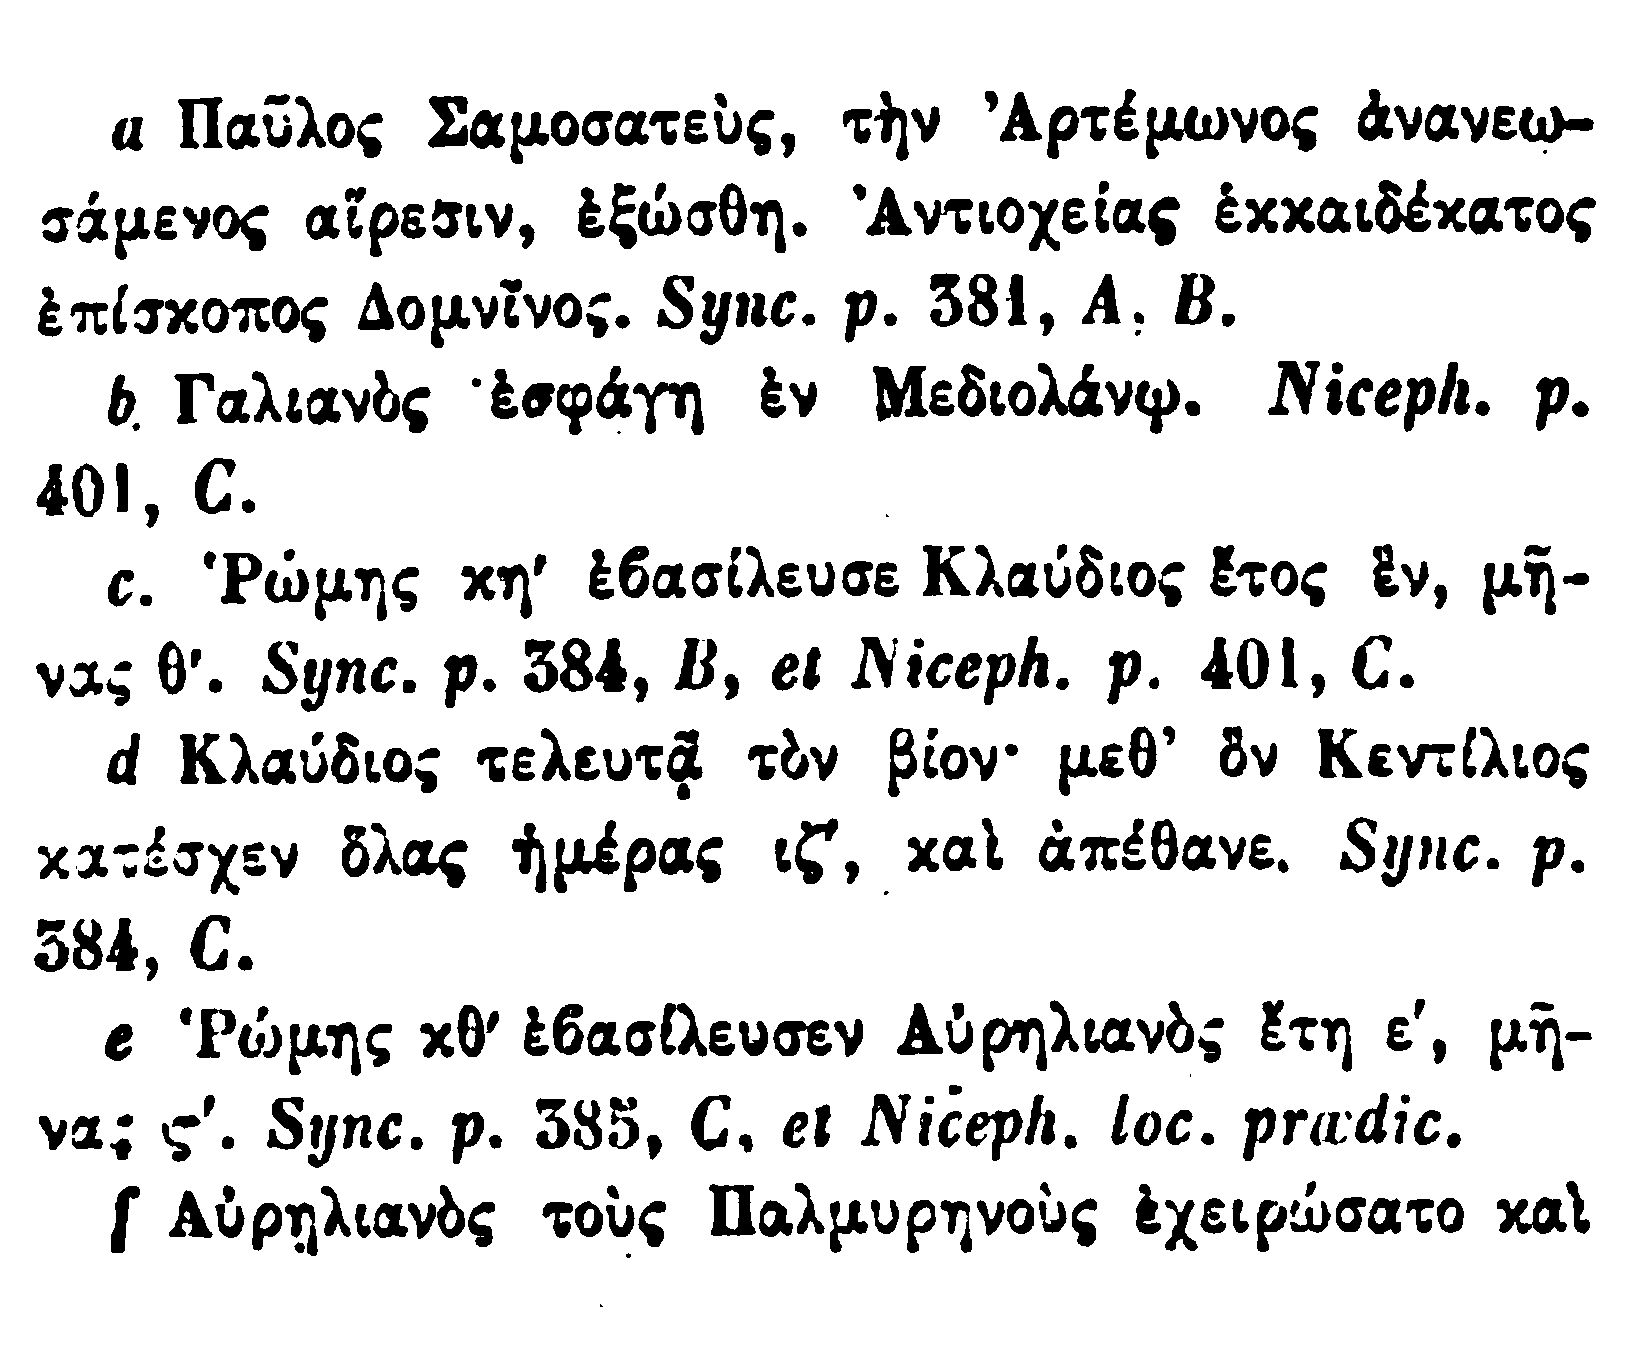 a Παῦλος Σαμοσατεὺς, τὴν Ἀρτέμωνος ἀνανεω-
σάμενος αἵρεσιν, ἐξώσθη. Ἀντιοχείας ἑκκαιδέκατος
ἐπίσκοπος Δομνῖνος. Sync. p. 381, A, B.
b. Γαλιανὸς ἐσφάγη ἐν Μεδιολάνῳ. Niceph. p.
401, C.
c. Ῥώμης κη′ ἐϐασίλευσε Κλαύδιος ἔτος ἓν, μῆ-
νας θ′. Sync. p. 384, B, et Niceph. p. 401, C.
d Κλαύδιος τελευτᾷ τὸν βίον· μεθ’ ὃν Κεντίλιος
κατέσχεν ὅλας ἡμέρας ιζ′, καὶ ἀπέθανε. Sync. p.
384, C.
e Ῥώμης κθ′ ἐϐασίλευσεν Αὐρηλιανὸς ἔτη ε′, μῆ-
νας ϛ′. Sync. p. 385, C, et Niceph. loc. prædic.
f Αὐρηλιανὸς τοὺς Παλμυρηνοὺς ἐχειρώσατο καὶ